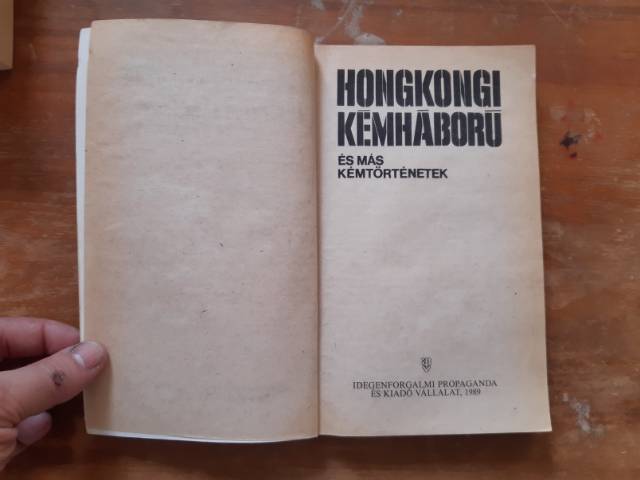 HONGKONGI
KÉMHÁBORÚ
ÉS MÁS
KÉMTÖRTÉNETEK
IDEGENFORGALMI PROPAGANDA
ÉS KIADÓ VÁLLALAT, 1989